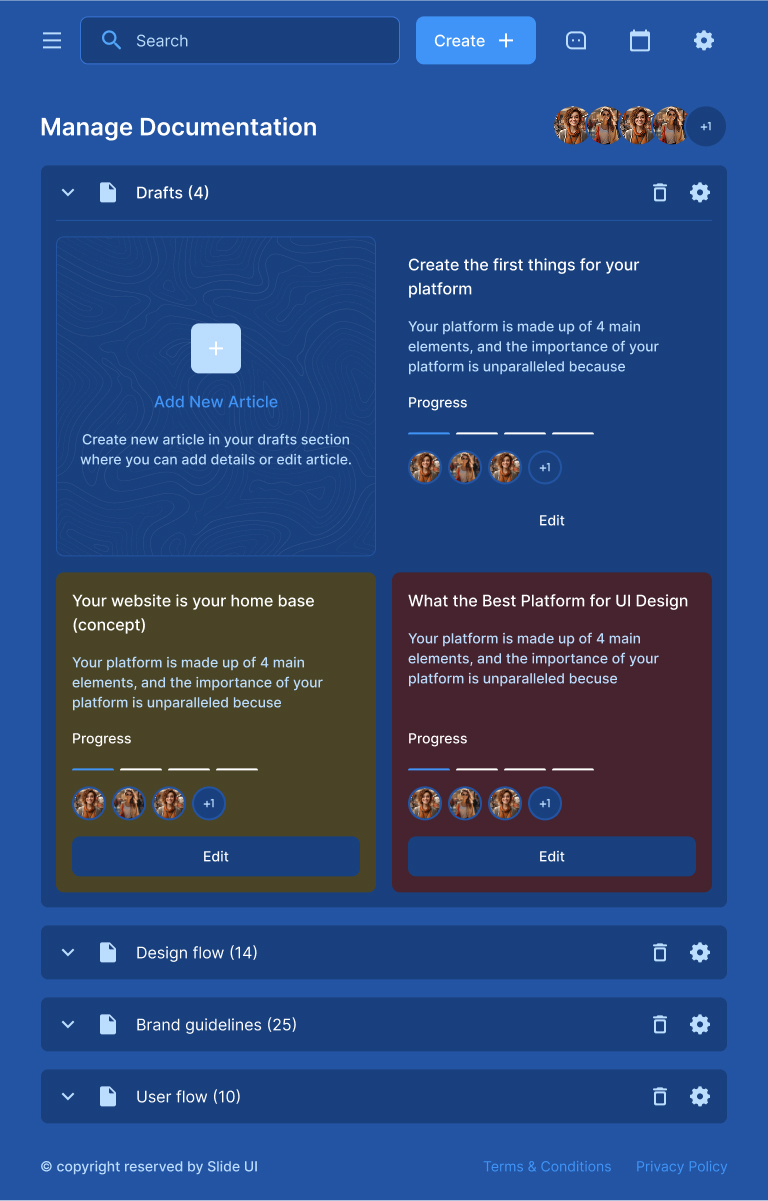 Search
Create
Manage Documentation
+1
Drafts (4)
Add New Article
Create new article in your drafts section
where you can add details or edit article.
Create the first things for your
platform
Your platform is made up of 4 main
elements, and the importance of your
platform is unparalleled because
Progress
+1
Edit
Your website is your home base
(concept)
Your platform is made up of 4 main
elements, and the importance of your
platform is unparalleled becuse
Progress
+1
Edit
What the Best Platform for UI Design
Your platform is made up of 4 main
elements, and the importance of your
platform is unparalleled becuse
Progress
+1
Edit
Design flow (14)
Brand guidelines (25)
User flow (10)
© copyright reserved by Slide UI
Terms & Conditions
Privacy Policy